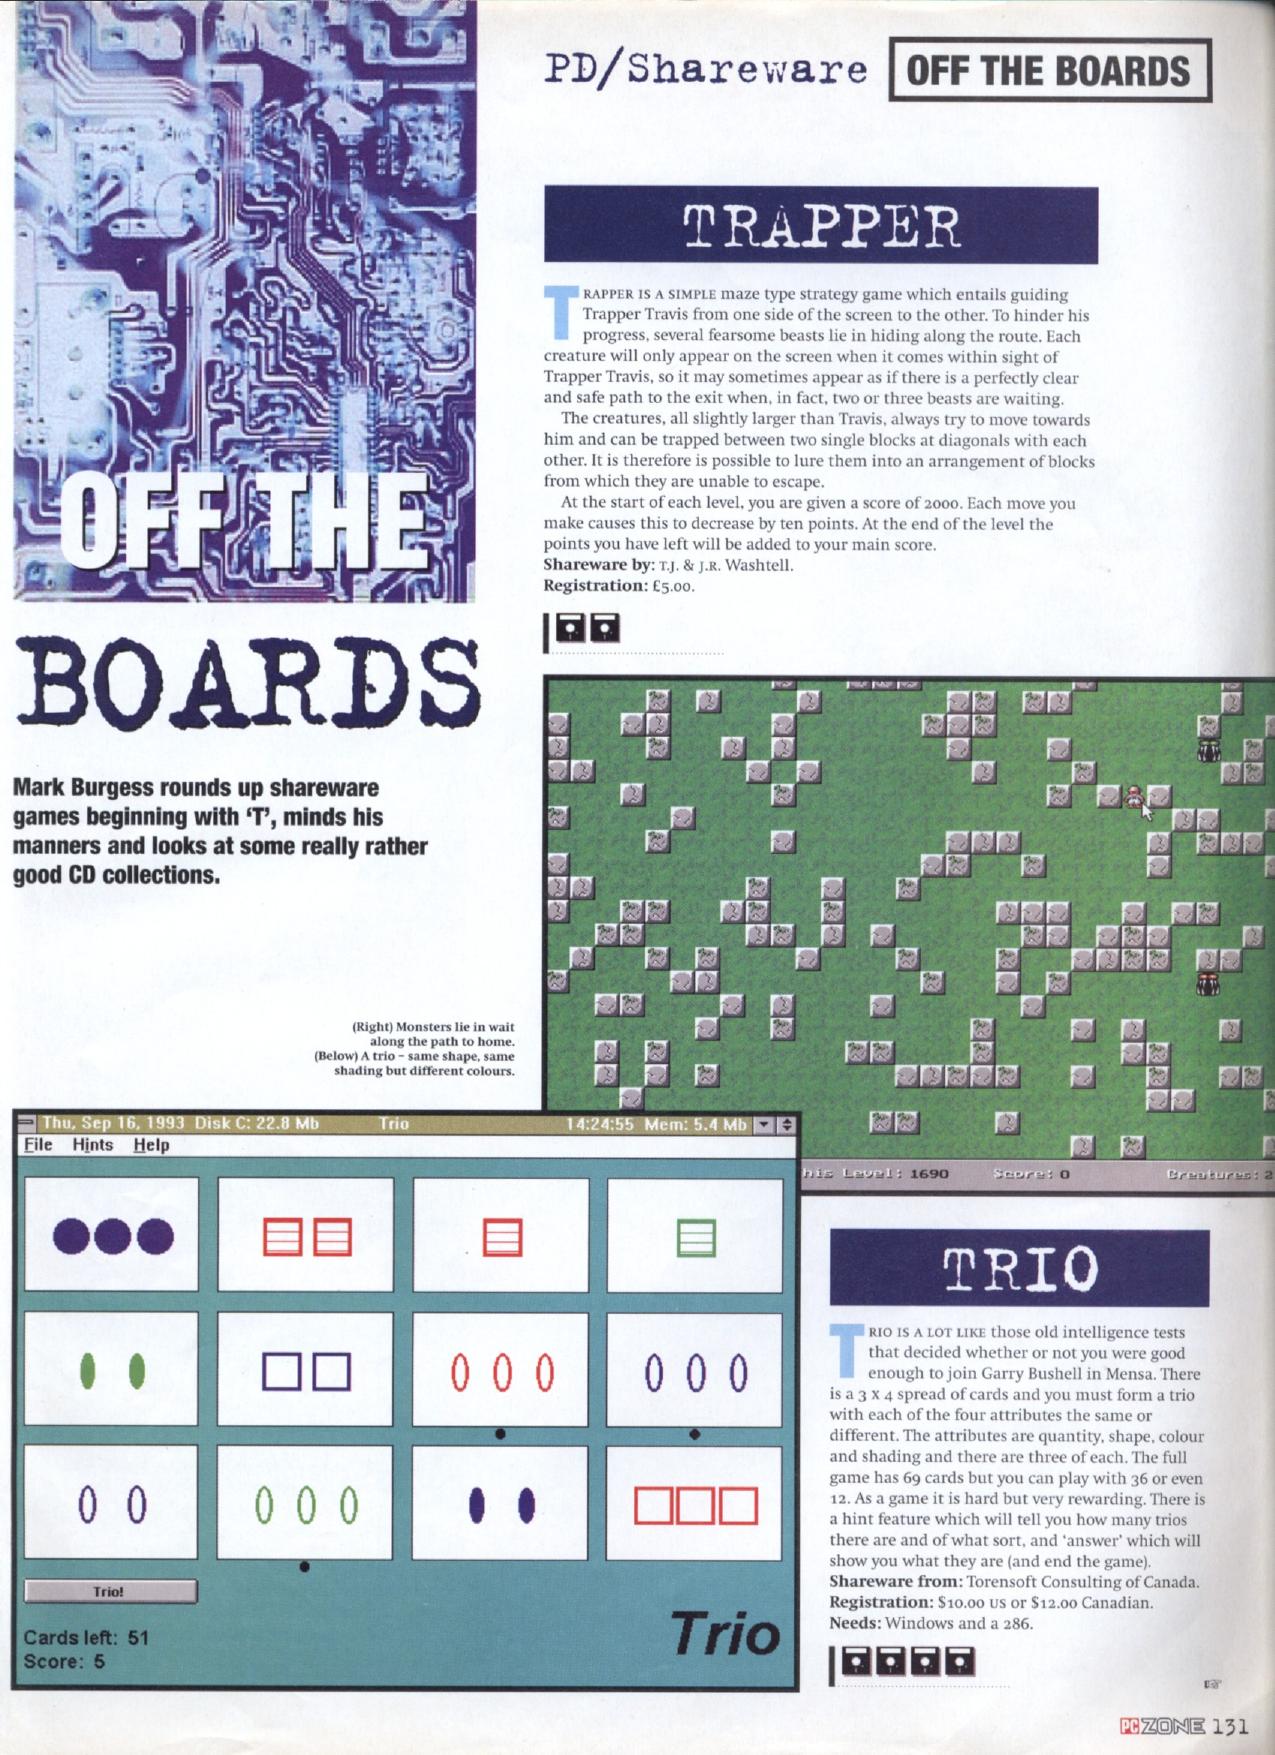 PD/Shareware OFF THE BOARDS
OFF THE
BOARDS
Mark Burgess rounds up shareware
games beginning with ‘T’, minds his
manners and looks at some really rather
good CD collections.
TRAPPER
TRAPPER IS A SIMPLE maze type strategy game which entails guiding
Trapper Travis from one side of the screen to the other. To hinder his
progress, several fearsome beasts lie in hiding along the route. Each
creature will only appear on the screen when it comes within sight of
Trapper Travis, so it may sometimes appear as if there is a perfectly clear
and safe path to the exit when, in fact, two or three beasts are waiting.
The creatures, all slightly larger than Travis, always try to move towards
him and can be trapped between two single blocks at diagonals with each
other. It is therefore is possible to lure them into an arrangement of blocks
from which they are unable to escape.
At the start of each level, you are given a score of 2000. Each move you
make causes this to decrease by ten points. At the end of the level the
points you have left will be added to your main score.
Shareware by: T.J. & J.R. Washtell.
Registration: £5.00.
(Right) Monsters lie in wait
along the path to home.
(Below) A trio – same shape, same
shading but different colours.
his Level: 1690 Score: 0 Creatures: 2
Thu, Sep 16, 1993 Disk C: 22.8 Mb Trio 14:24:55 Mem: 5.4 Mb
File Hints Help
Trio!
Cards left: 51
Score: 5
Trio
TRIO
TRIO IS A LOT LIKE those old intelligence tests
that decided whether or not you were good
enough to join Garry Bushell in Mensa. There
is a 3 x 4 spread of cards and you must form a trio
with each of the four attributes the same or
different. The attributes are quantity, shape, colour
and shading and there are three of each. The full
game has 69 cards but you can play with 36 or even
12. As a game it is hard but very rewarding. There is
a hint feature which will tell you how many trios
there are and of what sort, and ‘answer’ which will
show you what they are (and end the game).
Shareware from: Torensoft Consulting of Canada.
Registration: $10.00 US or $12.00 Canadian.
Needs: Windows and a 286.
PC ZONE 131